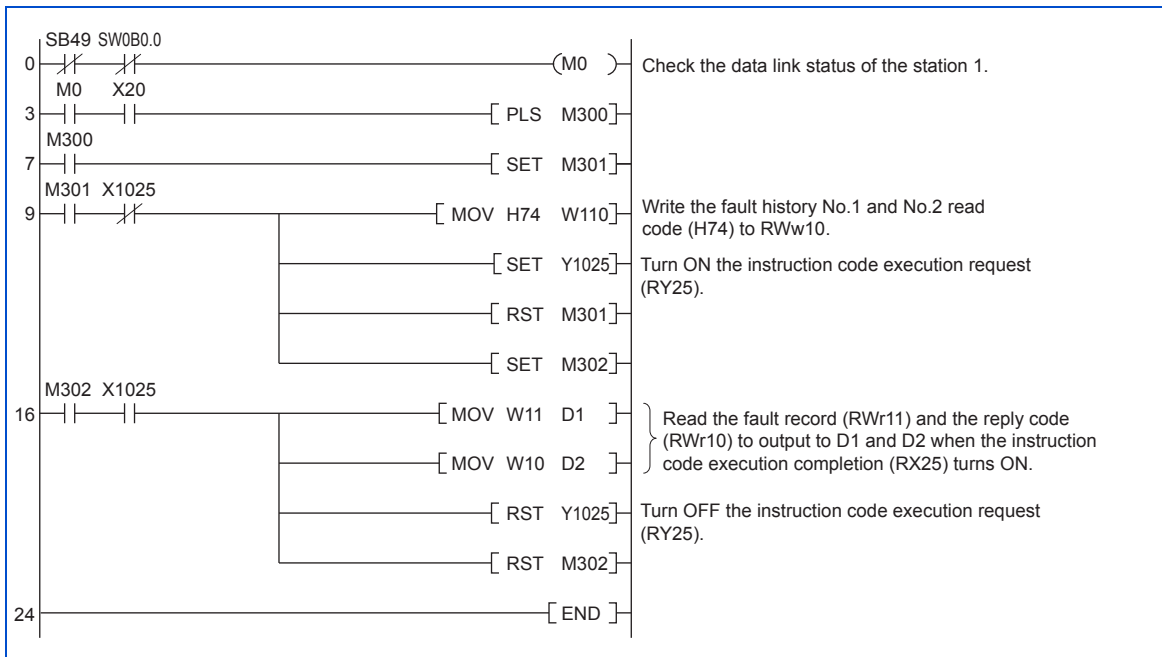 SB49 SW0B0.0
0 (M0 ) Check the data link status of the station 1.
M0 X20
3 [ PLS M300]
M300
7 [ SET M301]
M301 X1025
9 [ MOV H74 W110] Write the fault history No.1 and No.2 read
code (H74) to RWw10.
[ SET Y1025] Turn ON the instruction code execution request
(RY25).
[ RST M301]
[ SET M302]
M302 X1025
16 [ MOV W11 D1 ] Read the fault record (RWr11) and the reply code
(RWr10) to output to D1 and D2 when the instruction
[ MOV W10 D2 ] code execution completion (RX25) turns ON.
[ RST Y1025] Turn OFF the instruction code execution request
(RY25).
[ RST M302]
24 [ END ]